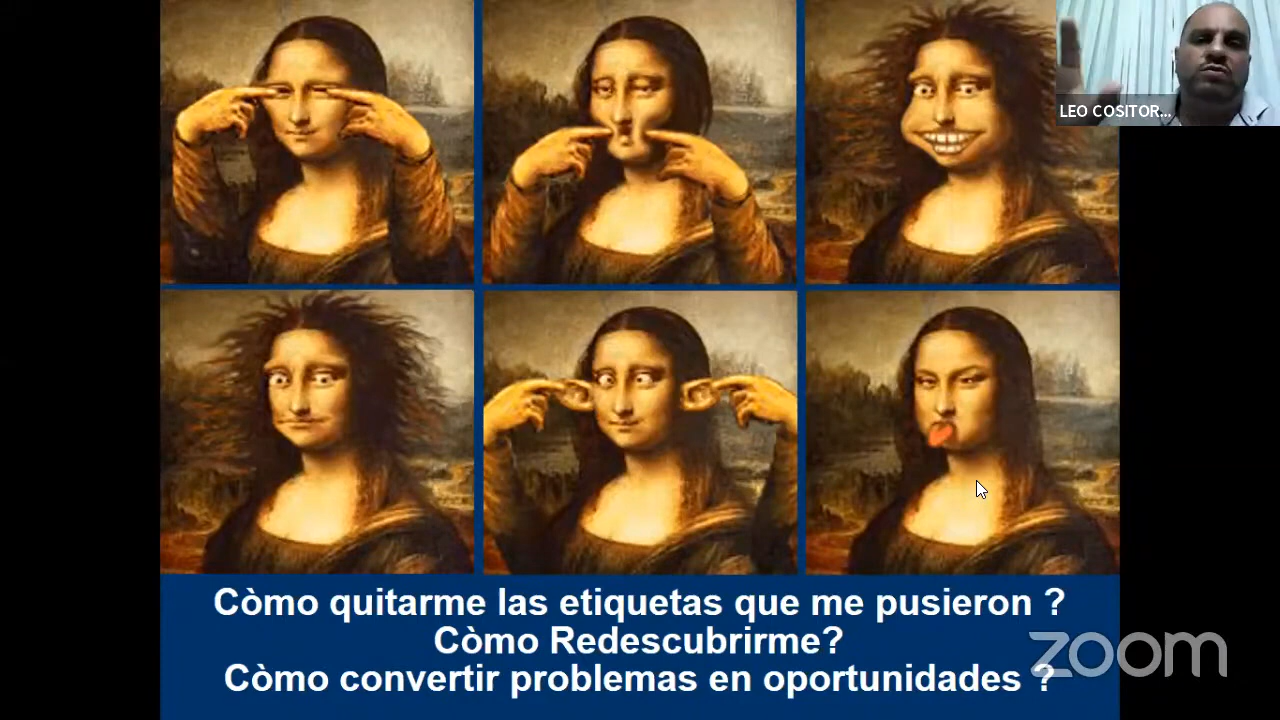 LEO COSITOR...
Còmo quitarme las etiquetas que me pusieron ?
Còmo Redescubrirme?
Còmo convertir problemas en oportunidades ?
zoom